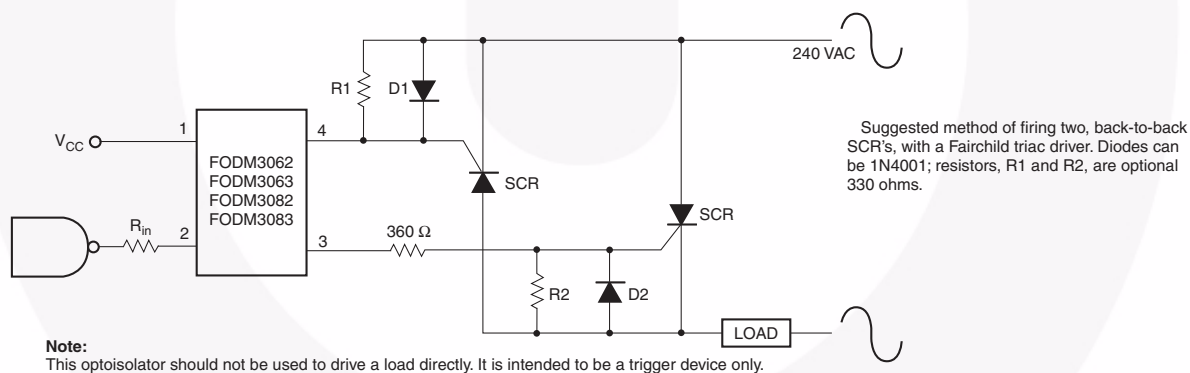 240 VAC
R1
D1
V_CC
1
4
FODM3062
FODM3063
FODM3082
FODM3083
SCR
Suggested method of firing two, back-to-back
SCR's, with a Fairchild triac driver. Diodes can
be 1N4001; resistors, R1 and R2, are optional
330 ohms.
SCR
R_in
2
3
360 Ω
R2
D2
LOAD
Note:
This optoisolator should not be used to drive a load directly. It is intended to be a trigger device only.